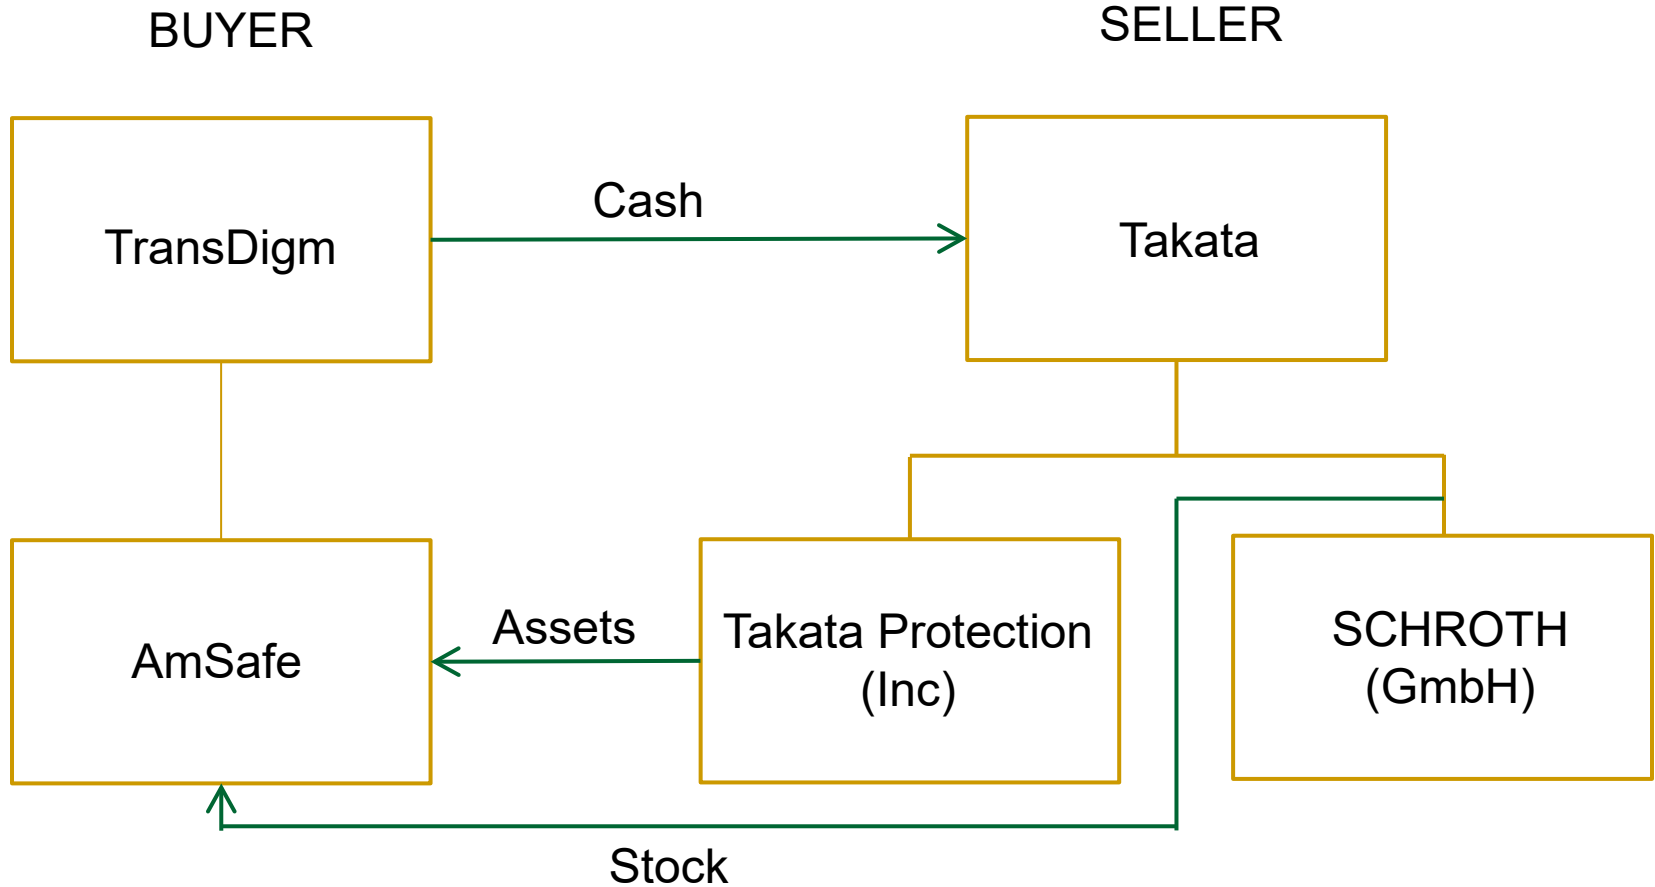 BUYER
SELLER
Cash
TransDigm
Takata
Assets
AmSafe
Takata Protection
(Inc)
SCHROTH
(GmbH)
Stock